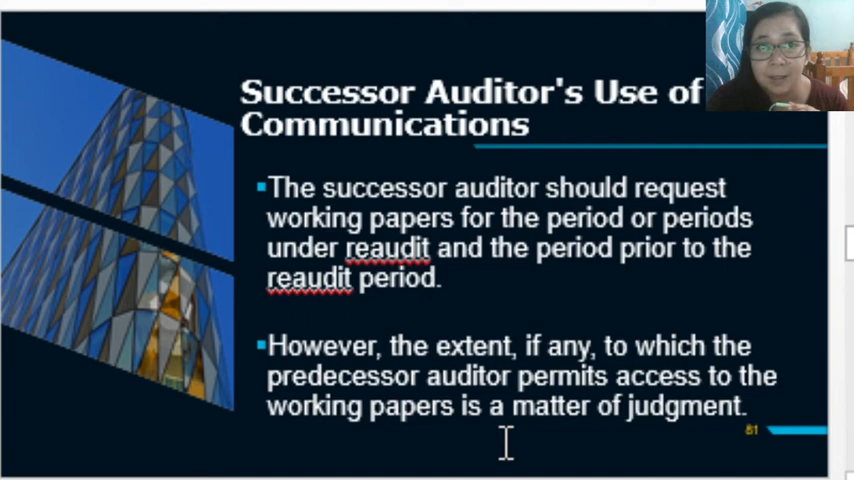 Successor Auditor's Use of
Communications
▪The successor auditor should request
working papers for the period or periods
under reaudit and the period prior to the
reaudit period.
▪However, the extent, if any, to which the
predecessor auditor permits access to the
working papers is a matter of judgment.
81